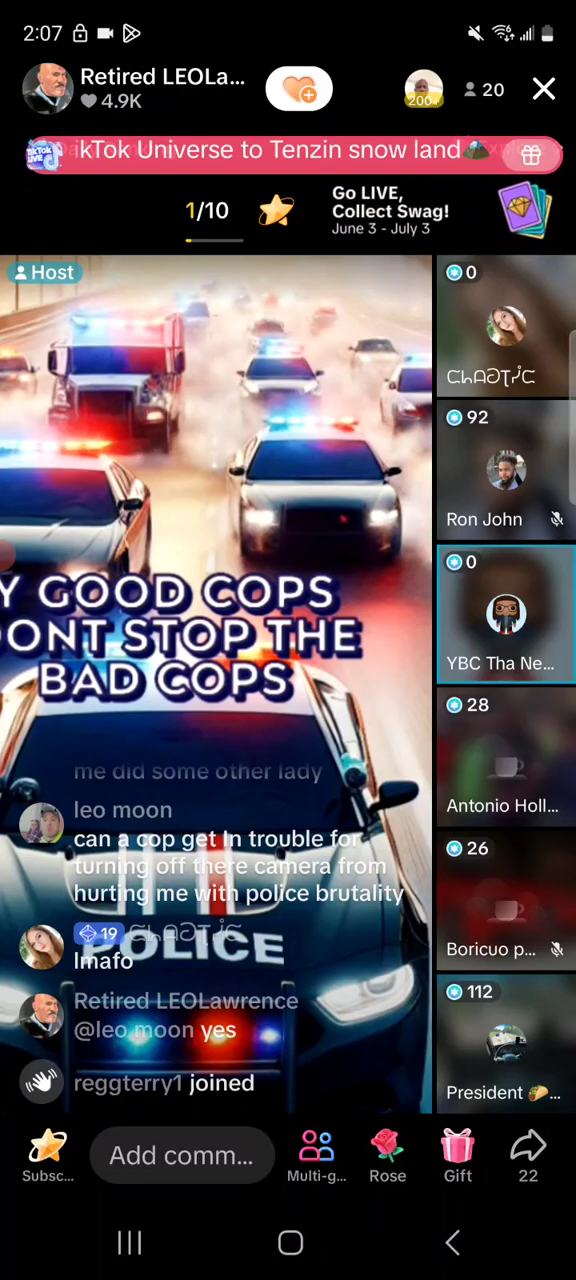 2:07
Retired LEOLa...
4.9K
200+
20
ikTok Universe to Tenzin snow land
1/10
Go LIVE,
Collect Swag!
June 3 - July 3
Host
0
ᑕꮒᗩᘐƮᓰᑕ
92
Ron John
0
YBC Tha Ne...
28
Antonio Holl...
26
Boricuo p...
112
President 🌮...
Y GOOD COPS
DONT STOP THE
BAD COPS
me did some other lady
leo moon
can a cop get In trouble for
turning off there camera from
hurting me with police brutality
19 ᑕꮒᗩᘐƮᓰᑕ
lmafo
POLICE
Retired LEOLawrence
@leo moon yes
reggterry1 joined
Subsc...
Add comm...
Multi-g...
Rose
Gift
22